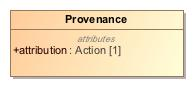 Provenance
attributes
+attribution : Action [1]